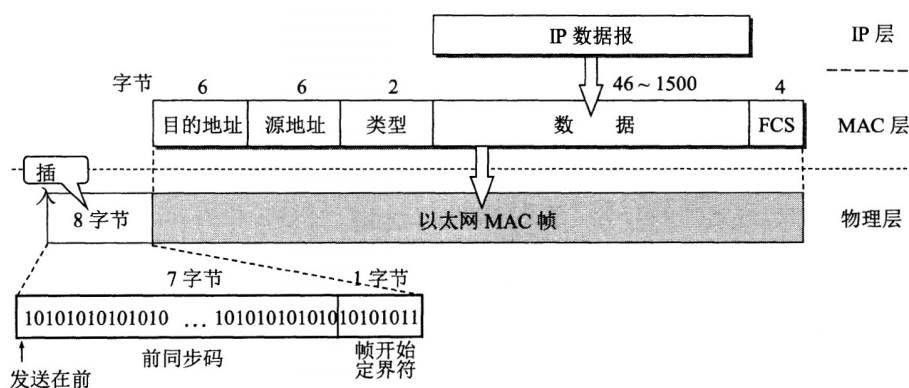 IP 数据报
IP 层
字节
6
6
2
46~1500
4
目的地址
源地址
类型
数 据
FCS
MAC 层
插入
8 字节
以太网 MAC 帧
物理层
7 字节
1 字节
10101010101010 ... 101010101010
10101011
前同步码
帧开始
定界符
发送在前